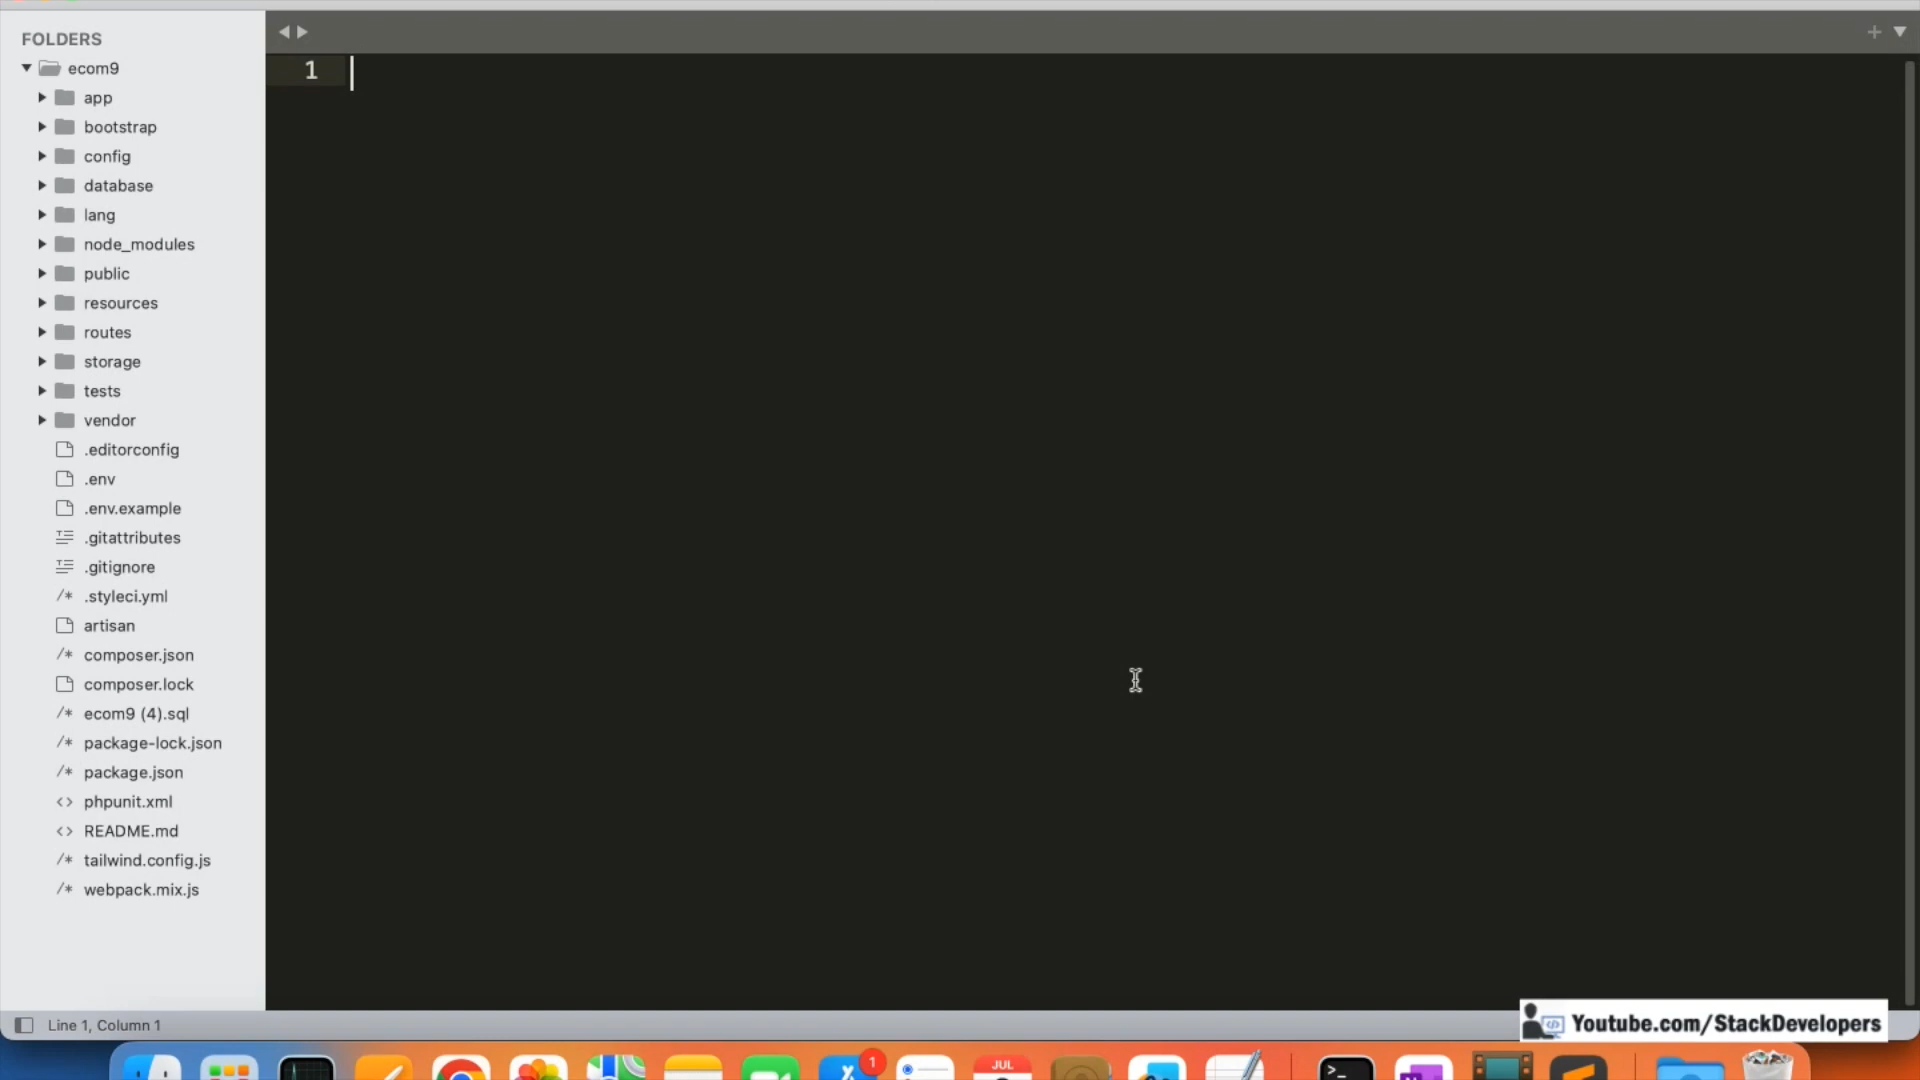 FOLDERS
ecom9
app
bootstrap
config
database
lang
node_modules
public
resources
routes
storage
tests
vendor
.editorconfig
.env
.env.example
.gitattributes
.gitignore
.styleci.yml
artisan
composer.json
composer.lock
ecom9 (4).sql
package-lock.json
package.json
phpunit.xml
README.md
tailwind.config.js
webpack.mix.js
1
Line 1, Column 1
Youtube.com/StackDevelopers
1
JUL